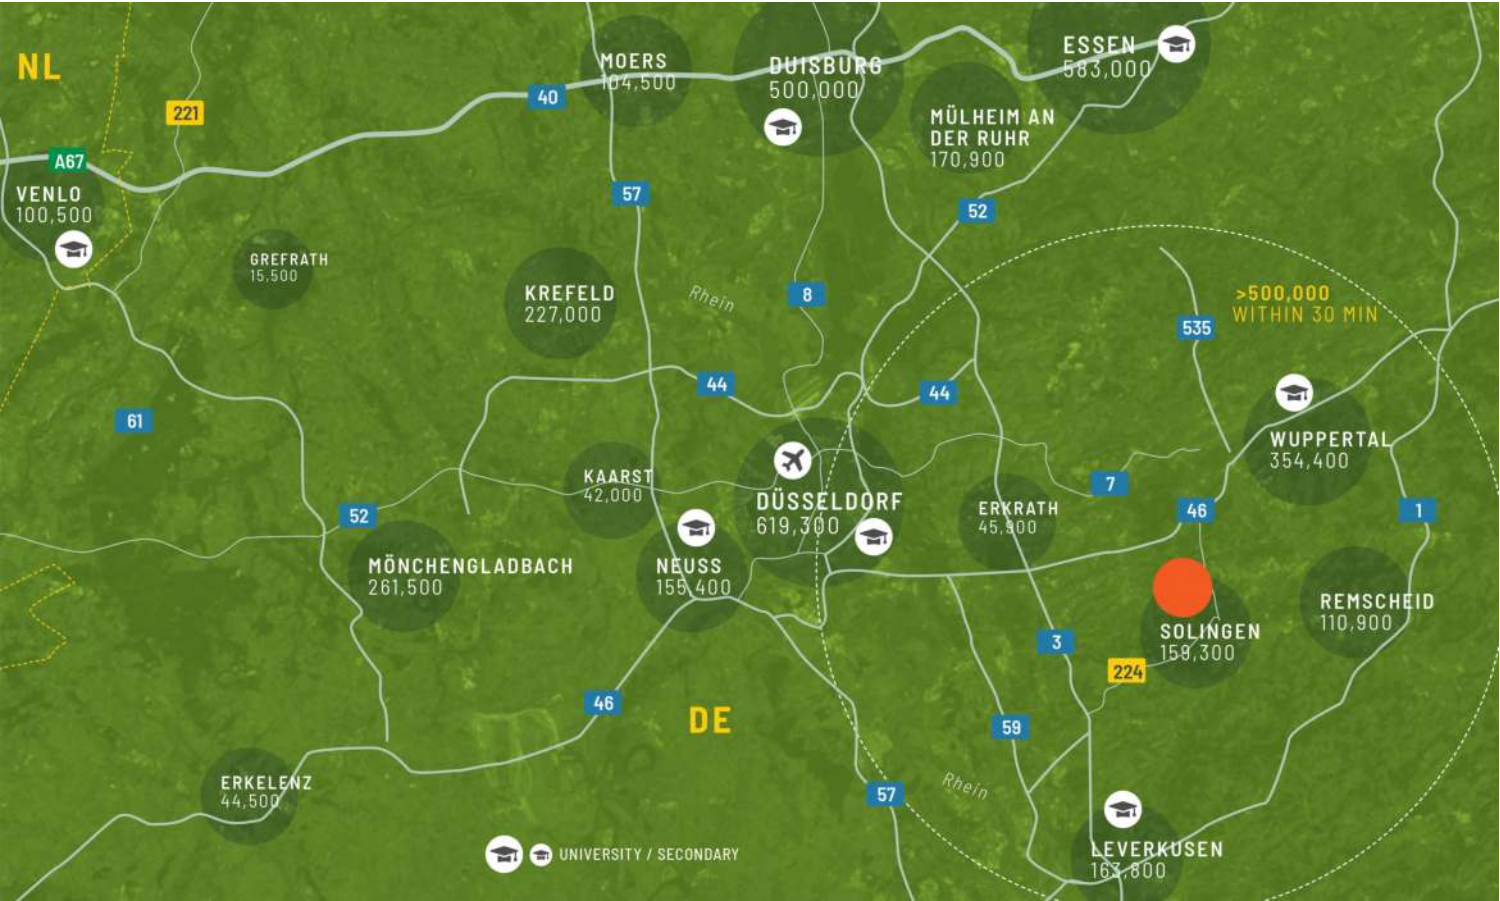 NL
221
A67
VENLO
100,500
40
MOERS
104,500
DUISBURG
500,000
ESSEN
583,000
MÜLHEIM AN
DER RUHR
170,900
57
52
GREFRATH
15,500
KREFELD
227,000
Rhein
8
>500,000
WITHIN 30 MIN
535
61
44
44
WUPPERTAL
354,400
KAARST
42,000
DÜSSELDORF
619,300
7
ERKRATH
45,900
46
1
52
MÖNCHENGLADBACH
261,500
NEUSS
155,400
SOLINGEN
159,300
REMSCHEID
110,900
3
224
46
DE
59
ERKELENZ
44,500
57
Rhein
UNIVERSITY / SECONDARY
LEVERKUSEN
163,800